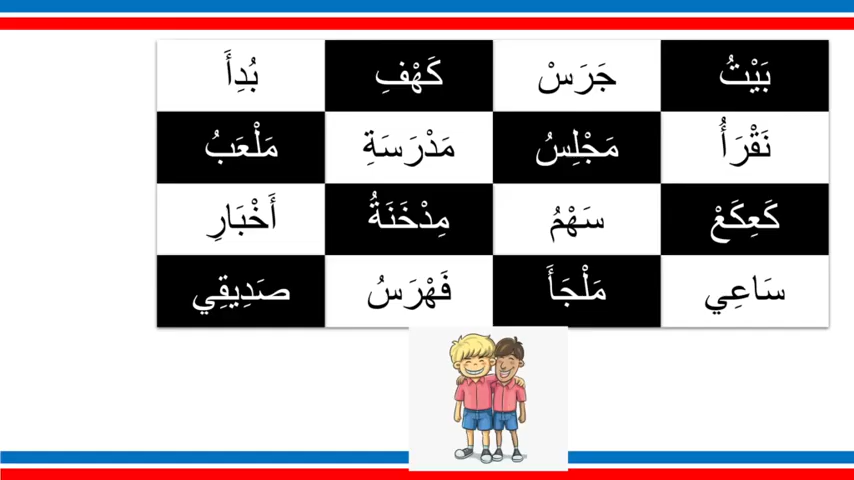 بَيْتُ جَرَسْ كَهْفِ بُدِأَ
نَقْرَأُ مَجْلِسُ مَدْرَسَةِ مَلْعَبُ
كَعِكَعْ سَهْمُ مِدْخَنَةُ أَخْبَارِ
سَاعِي مَلْجَأَ فَهْرَسُ صَدِيقِي